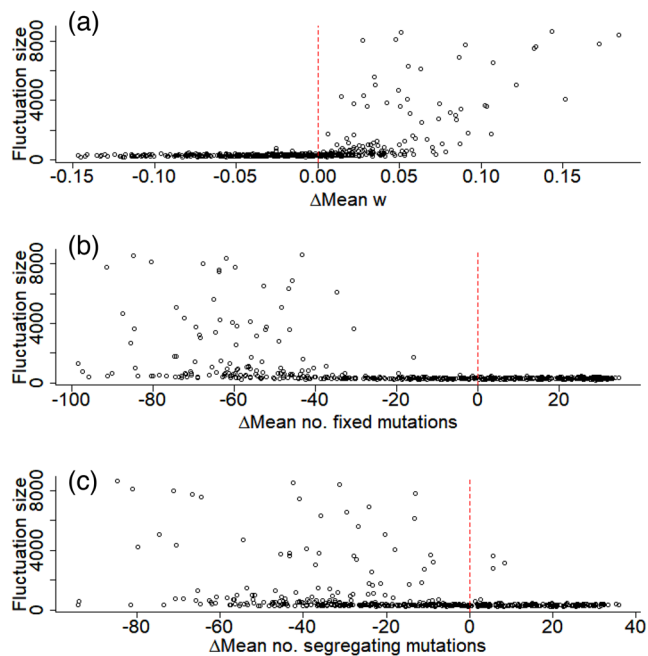 (a)
Fluctuation size
0 4000 8000
-0.15 -0.10 -0.05 0.00 0.05 0.10 0.15
ΔMean w
(b)
Fluctuation size
0 4000 8000
-100 -80 -60 -40 -20 0 20
ΔMean no. fixed mutations
(c)
Fluctuation size
0 4000 8000
-80 -60 -40 -20 0 20 40
ΔMean no. segregating mutations